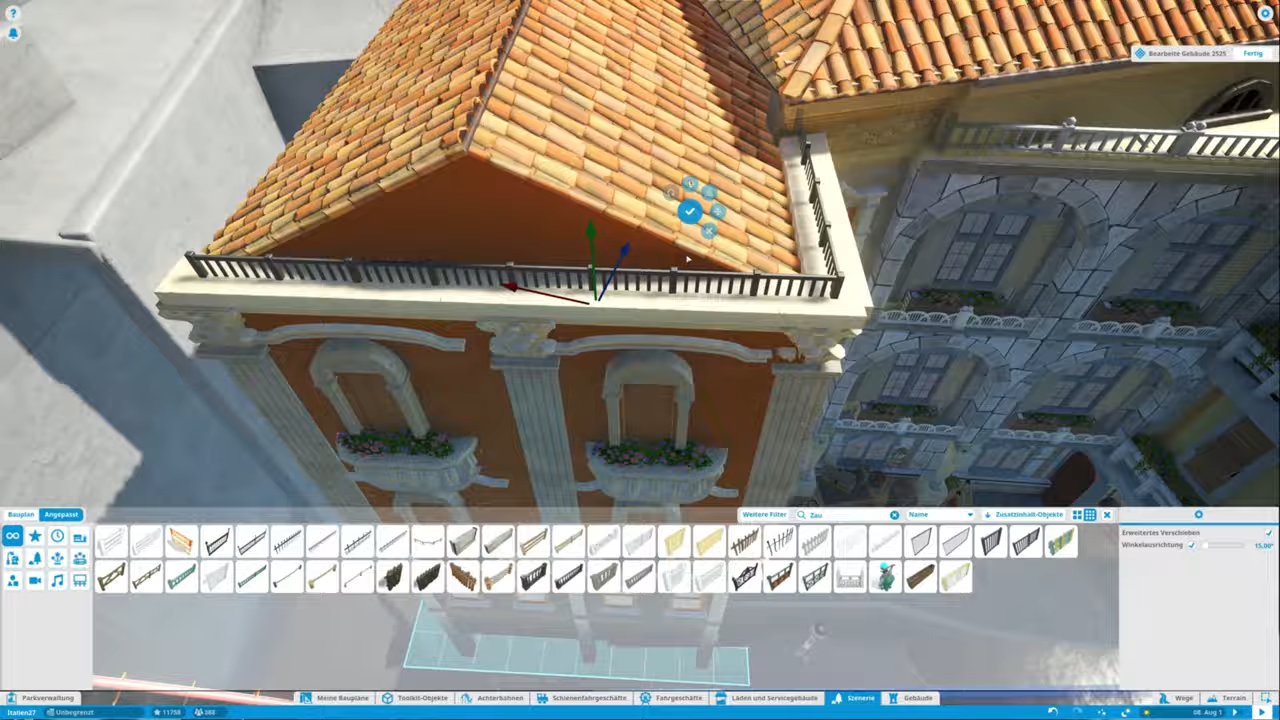 ?
Bearbeite Gebäude 2525 Fertig
Bauplan Angepasst Weitere Filter Zau Name Zusatzinhalt-Objekte
Erweitertes Verschieben
Winkelausrichtung 15,00°
Parkverwaltung Meine Baupläne Toolkit-Objekte Achterbahnen Schienenfahrgeschäfte Fahrgeschäfte Läden und Servicegebäude Szenerie Gebäude Wege Terrain
Italien27 Unbegrenzt 11758 388 08. Aug 1